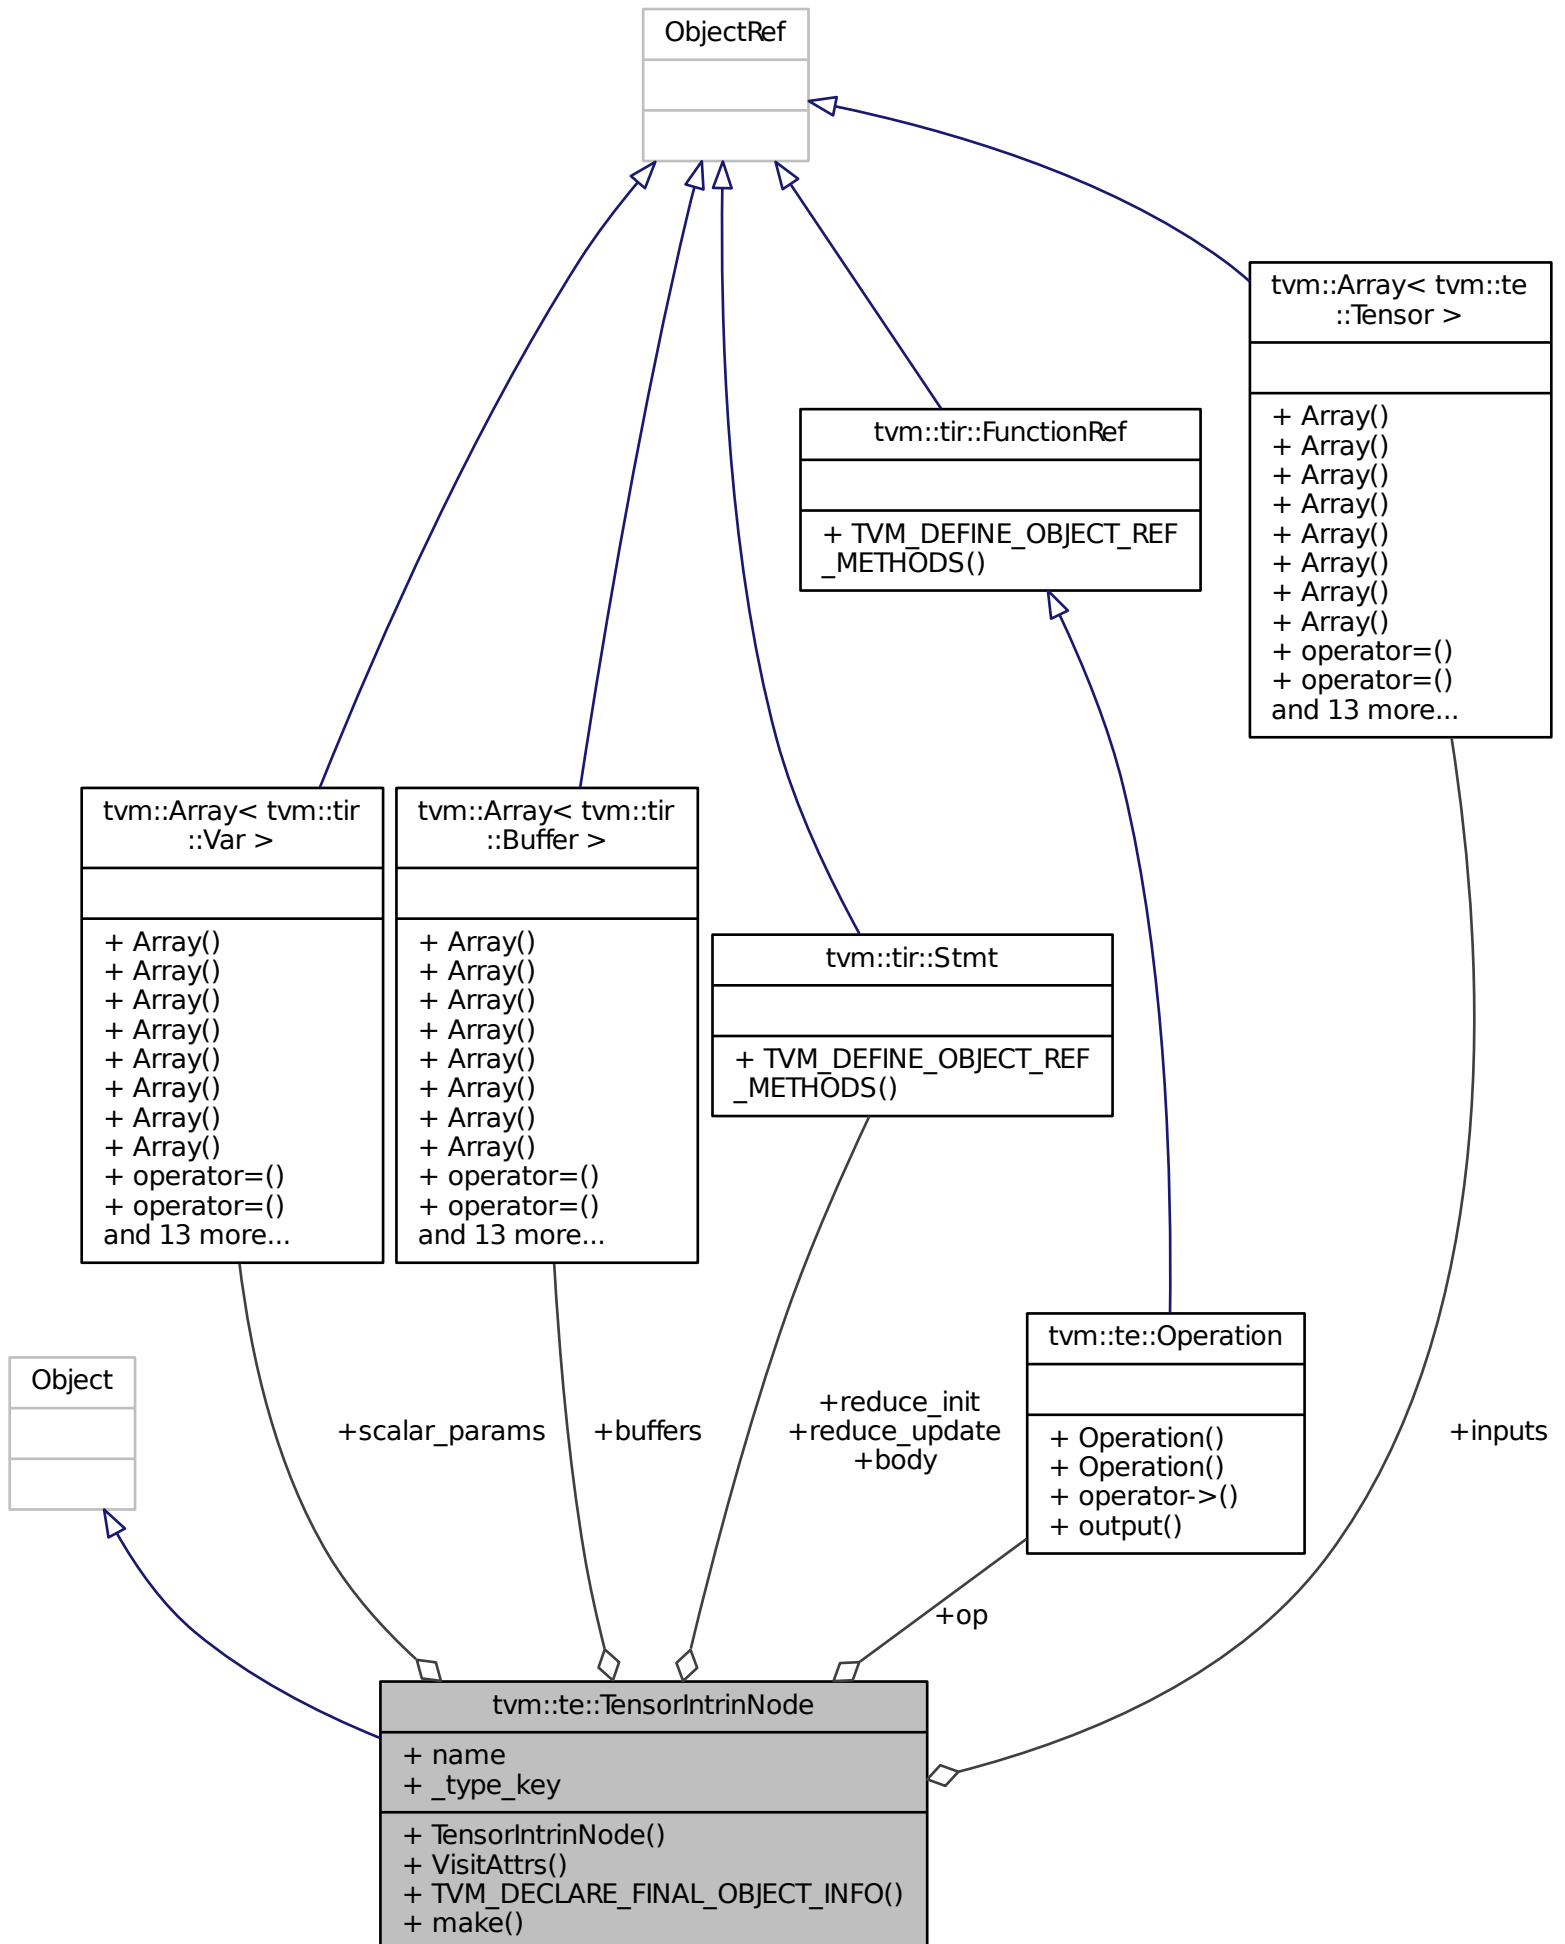 ObjectRef
tvm::Array< tvm::te
::Tensor >
+ Array()
+ Array()
+ Array()
+ Array()
+ Array()
+ Array()
+ Array()
+ Array()
+ operator=()
+ operator=()
and 13 more...
tvm::tir::FunctionRef
+ TVM_DEFINE_OBJECT_REF
_METHODS()
tvm::Array< tvm::tir
::Var >
+ Array()
+ Array()
+ Array()
+ Array()
+ Array()
+ Array()
+ Array()
+ Array()
+ operator=()
+ operator=()
and 13 more...
tvm::Array< tvm::tir
::Buffer >
+ Array()
+ Array()
+ Array()
+ Array()
+ Array()
+ Array()
+ Array()
+ Array()
+ operator=()
+ operator=()
and 13 more...
tvm::tir::Stmt
+ TVM_DEFINE_OBJECT_REF
_METHODS()
tvm::te::Operation
+ Operation()
+ Operation()
+ operator->()
+ output()
Object
+scalar_params
+buffers
+reduce_init
+reduce_update
+body
+inputs
+op
tvm::te::TensorIntrinNode
+ name
+ _type_key
+ TensorIntrinNode()
+ VisitAttrs()
+ TVM_DECLARE_FINAL_OBJECT_INFO()
+ make()